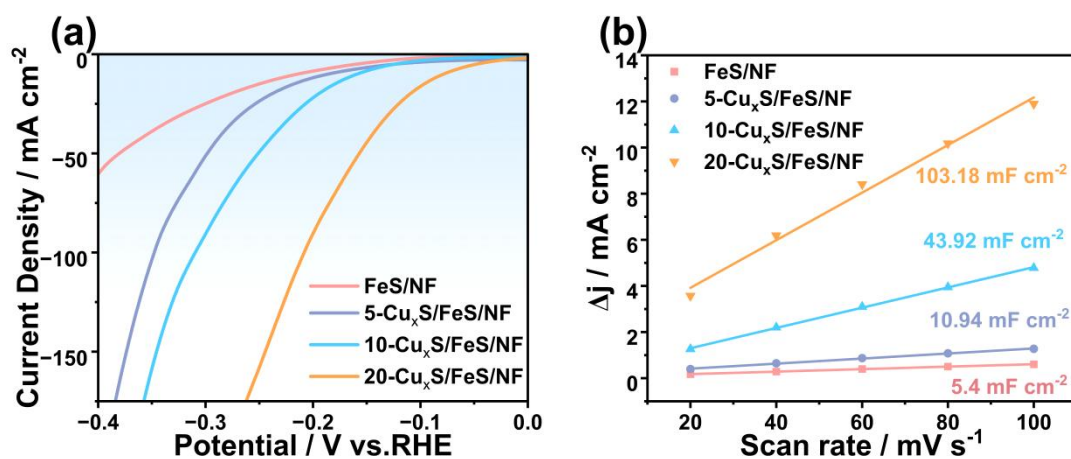 (a)
Current Density / mA cm⁻²
0
−50
−100
−150
−0.4
−0.3
−0.2
−0.1
0.0
Potential / V vs.RHE
FeS/NF
5-CuₓS/FeS/NF
10-CuₓS/FeS/NF
20-CuₓS/FeS/NF
(b)
Δj / mA cm⁻²
14
12
10
8
6
4
2
0
20
40
60
80
100
Scan rate / mV s⁻¹
FeS/NF
5-CuₓS/FeS/NF
10-CuₓS/FeS/NF
20-CuₓS/FeS/NF
103.18 mF cm⁻²
43.92 mF cm⁻²
10.94 mF cm⁻²
5.4 mF cm⁻²